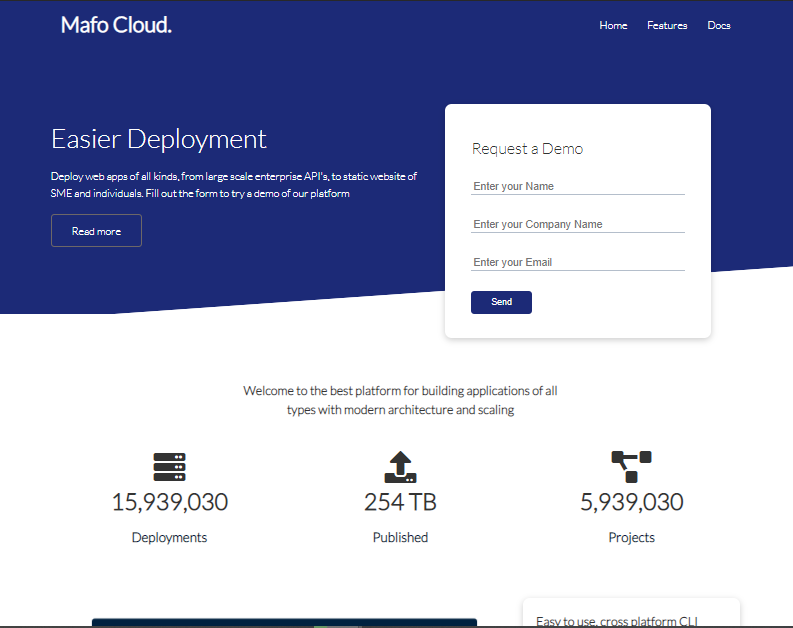 Mafo Cloud.
Home Features Docs
Easier Deployment
Deploy web apps of all kinds, from large scale enterprise API's, to static website of
SME and individuals. Fill out the form to try a demo of our platform
Read more
Request a Demo
Enter your Name
Enter your Company Name
Enter your Email
Send
Welcome to the best platform for building applications of all
types with modern architecture and scaling
15,939,030
Deployments
254 TB
Published
5,939,030
Projects
Easy to use, cross platform CLI